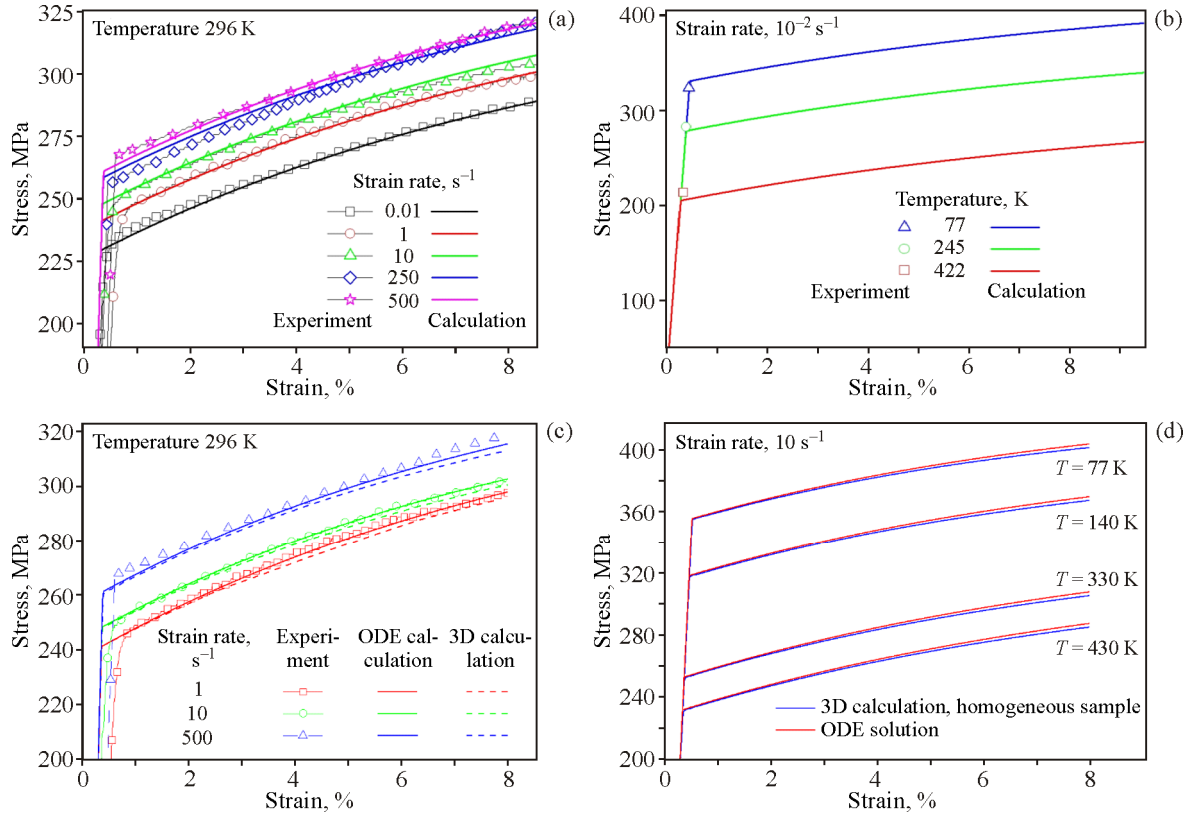 (a)
Temperature 296 K
Stress, MPa
325
300
275
250
225
200
Strain rate, s⁻¹
0.01
1
10
250
500
Experiment Calculation
0 2 4 6 8
Strain, %
(b)
Strain rate, 10⁻² s⁻¹
Stress, MPa
400
300
200
100
Temperature, K
77
245
422
Experiment Calculation
0 2 4 6 8
Strain, %
(c)
Temperature 296 K
Stress, MPa
320
300
280
260
240
220
200
Strain rate, Experi- ODE cal- 3D calcu-
s⁻¹ ment culation lation
1
10
500
0 2 4 6 8
Strain, %
(d)
Strain rate, 10 s⁻¹
Stress, MPa
400
360
320
280
240
200
T = 77 K
T = 140 K
T = 330 K
T = 430 K
3D calculation, homogeneous sample
ODE solution
0 2 4 6 8
Strain, %